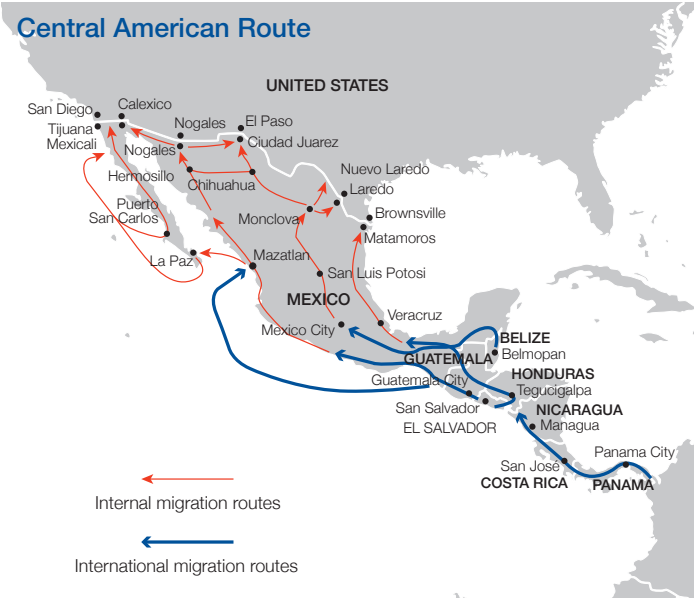 Central American Route
UNITED STATES
San Diego
Calexico
Tijuana
Mexicali
Nogales
El Paso
Nogales
Ciudad Juarez
Hermosillo
Chihuahua
Nuevo Laredo
Laredo
Puerto
San Carlos
Monclova
Brownsville
Matamoros
La Paz
Mazatlan
San Luis Potosi
MEXICO
Mexico City
Veracruz
BELIZE
Belmopan
GUATEMALA
HONDURAS
Guatemala City
Tegucigalpa
San Salvador
NICARAGUA
EL SALVADOR
Managua
Panama City
San José
COSTA RICA
PANAMA
Internal migration routes
International migration routes